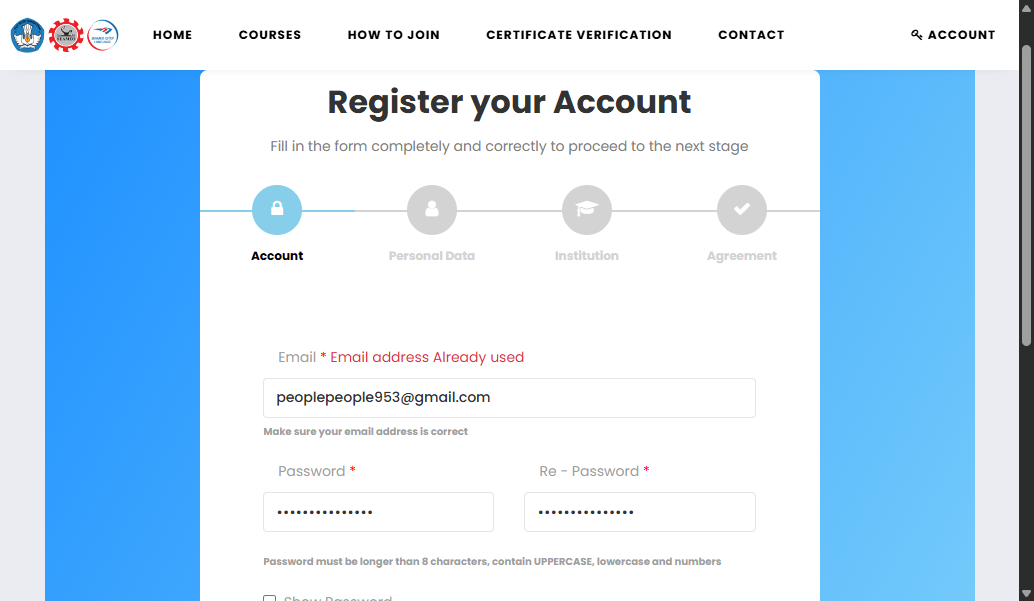 HOME COURSES HOW TO JOIN CERTIFICATE VERIFICATION CONTACT ACCOUNT
Register your Account
Fill in the form completely and correctly to proceed to the next stage
Account Personal Data Institution Agreement
Email * Email address Already used
peoplepeople953@gmail.com
Make sure your email address is correct
Password * Re - Password *
Password must be longer than 8 characters, contain UPPERCASE, lowercase and numbers
Show Password